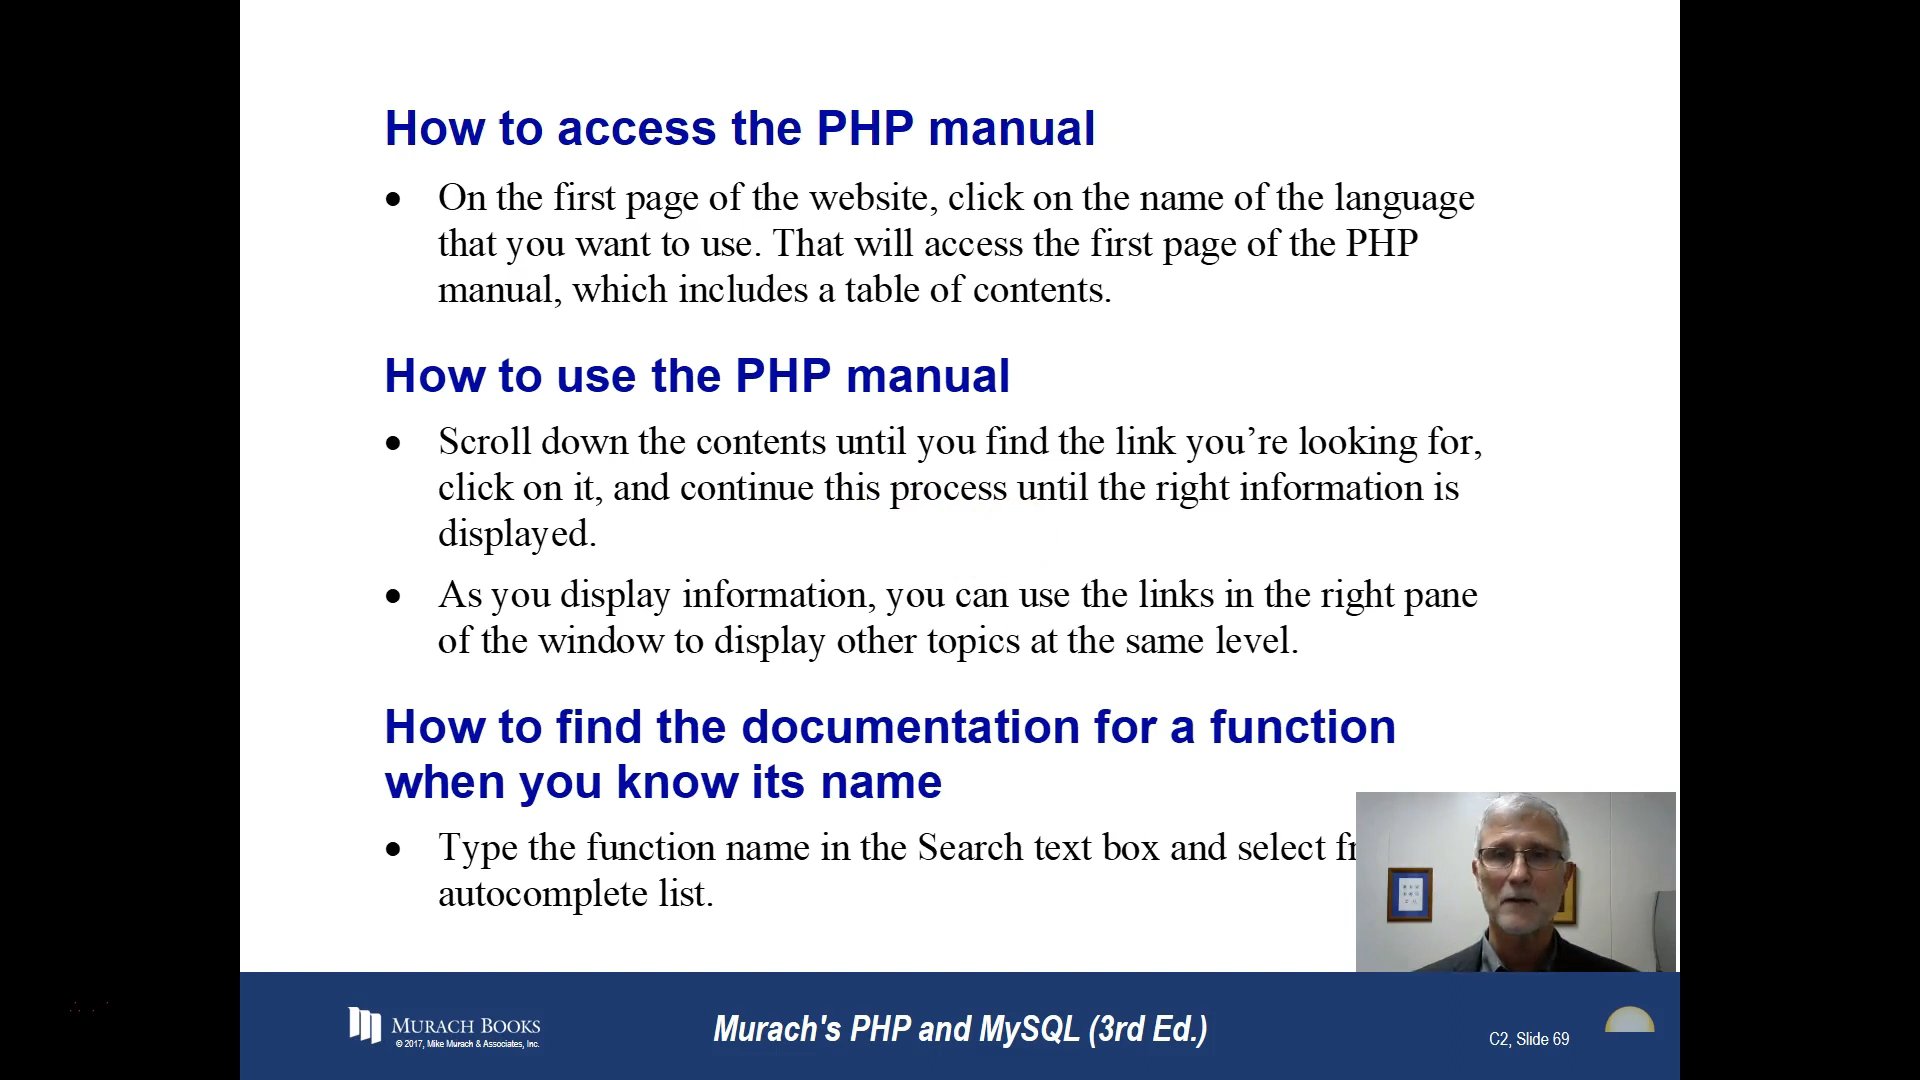 How to access the PHP manual
• On the first page of the website, click on the name of the language
that you want to use. That will access the first page of the PHP
manual, which includes a table of contents.
How to use the PHP manual
• Scroll down the contents until you find the link you’re looking for,
click on it, and continue this process until the right information is
displayed.
• As you display information, you can use the links in the right pane
of the window to display other topics at the same level.
How to find the documentation for a function
when you know its name
• Type the function name in the Search text box and select
autocomplete list.
MURACH BOOKS
© 2017, Mike Murach & Associates, Inc.
Murach's PHP and MySQL (3rd Ed.)
C2, Slide 69